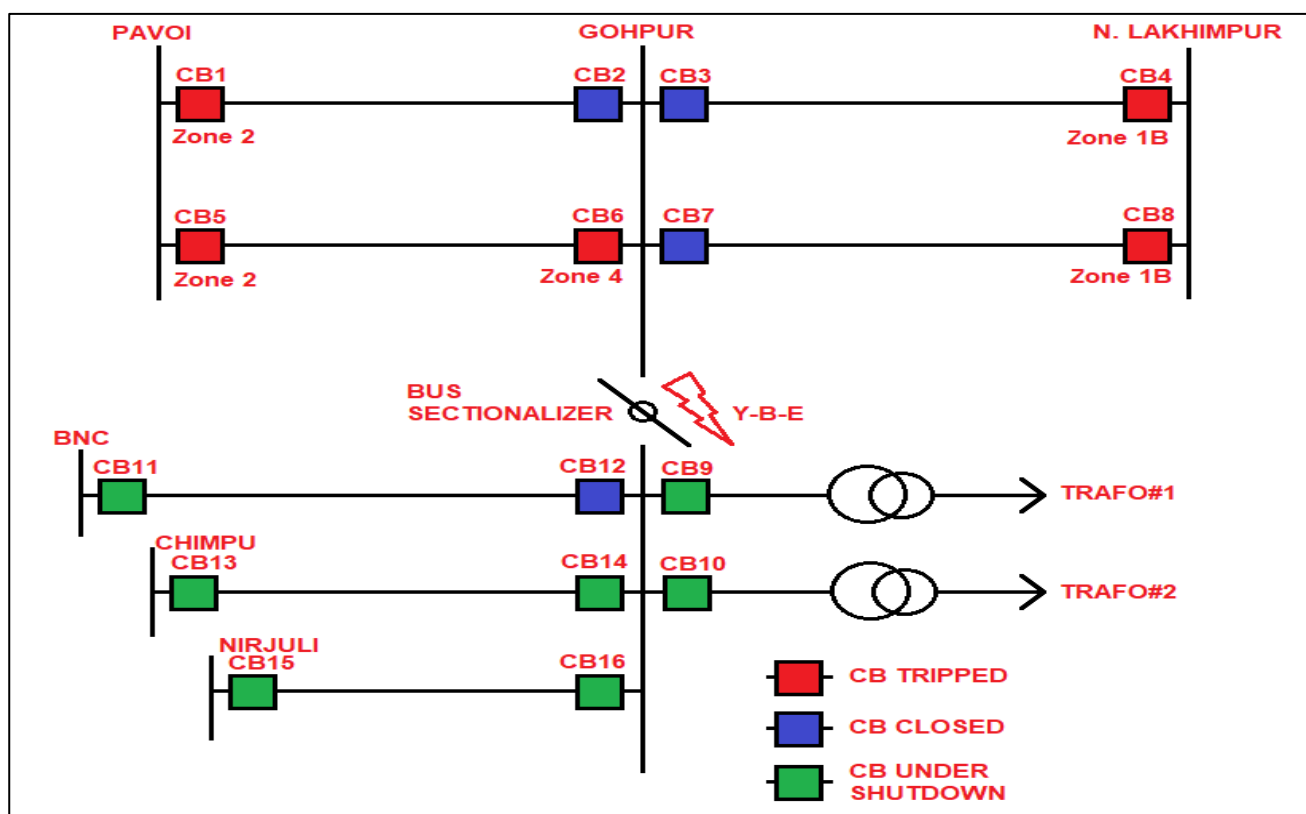 PAVOI
GOHPUR
N. LAKHIMPUR
CB1
CB2
CB3
CB4
Zone 2
Zone 1B
CB5
CB6
CB7
CB8
Zone 2
Zone 4
Zone 1B
BUS
SECTIONALIZER
Y-B-E
BNC
CB11
CB12
CB9
TRAFO#1
CHIMPU
CB13
CB14
CB10
TRAFO#2
NIRJULI
CB15
CB16
CB TRIPPED
CB CLOSED
CB UNDER
SHUTDOWN